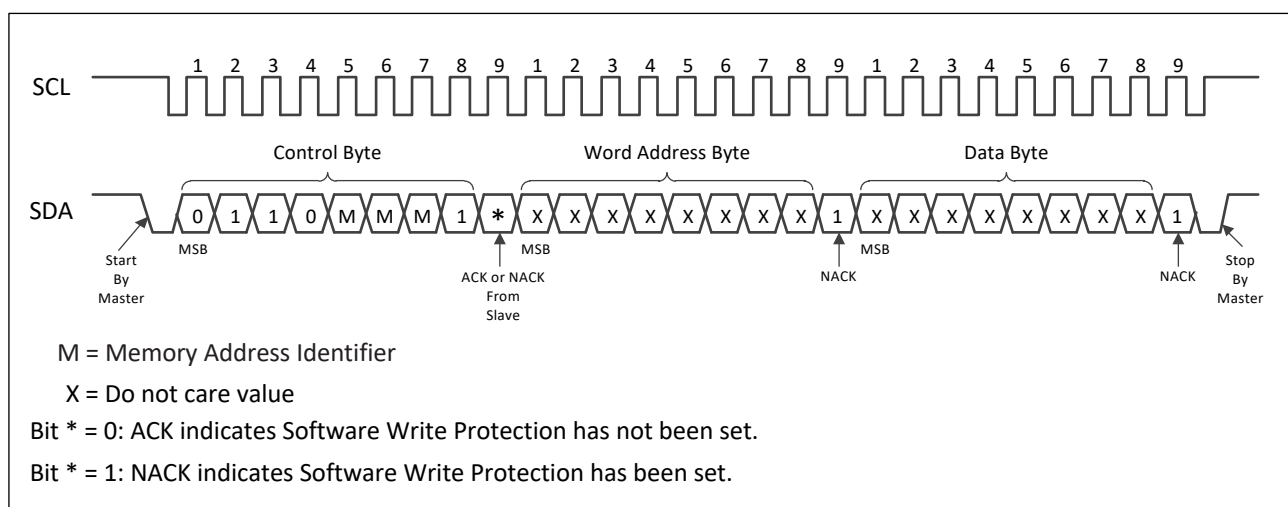 1 2 3 4 5 6 7 8 9 1 2 3 4 5 6 7 8 9 1 2 3 4 5 6 7 8 9
SCL
Control Byte Word Address Byte Data Byte
SDA 0 1 1 0 M M M 1 * X X X X X X X X 1 X X X X X X X X 1
MSB MSB MSB
Start
By
Master
ACK or NACK
From
Slave
NACK
NACK
Stop
By
Master
M = Memory Address Identifier
X = Do not care value
Bit * = 0: ACK indicates Software Write Protection has not been set.
Bit * = 1: NACK indicates Software Write Protection has been set.